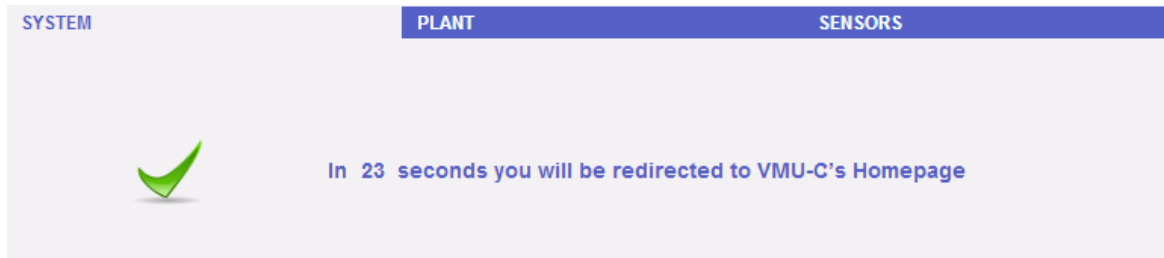 SYSTEM PLANT SENSORS
In 23 seconds you will be redirected to VMU-C’s Homepage